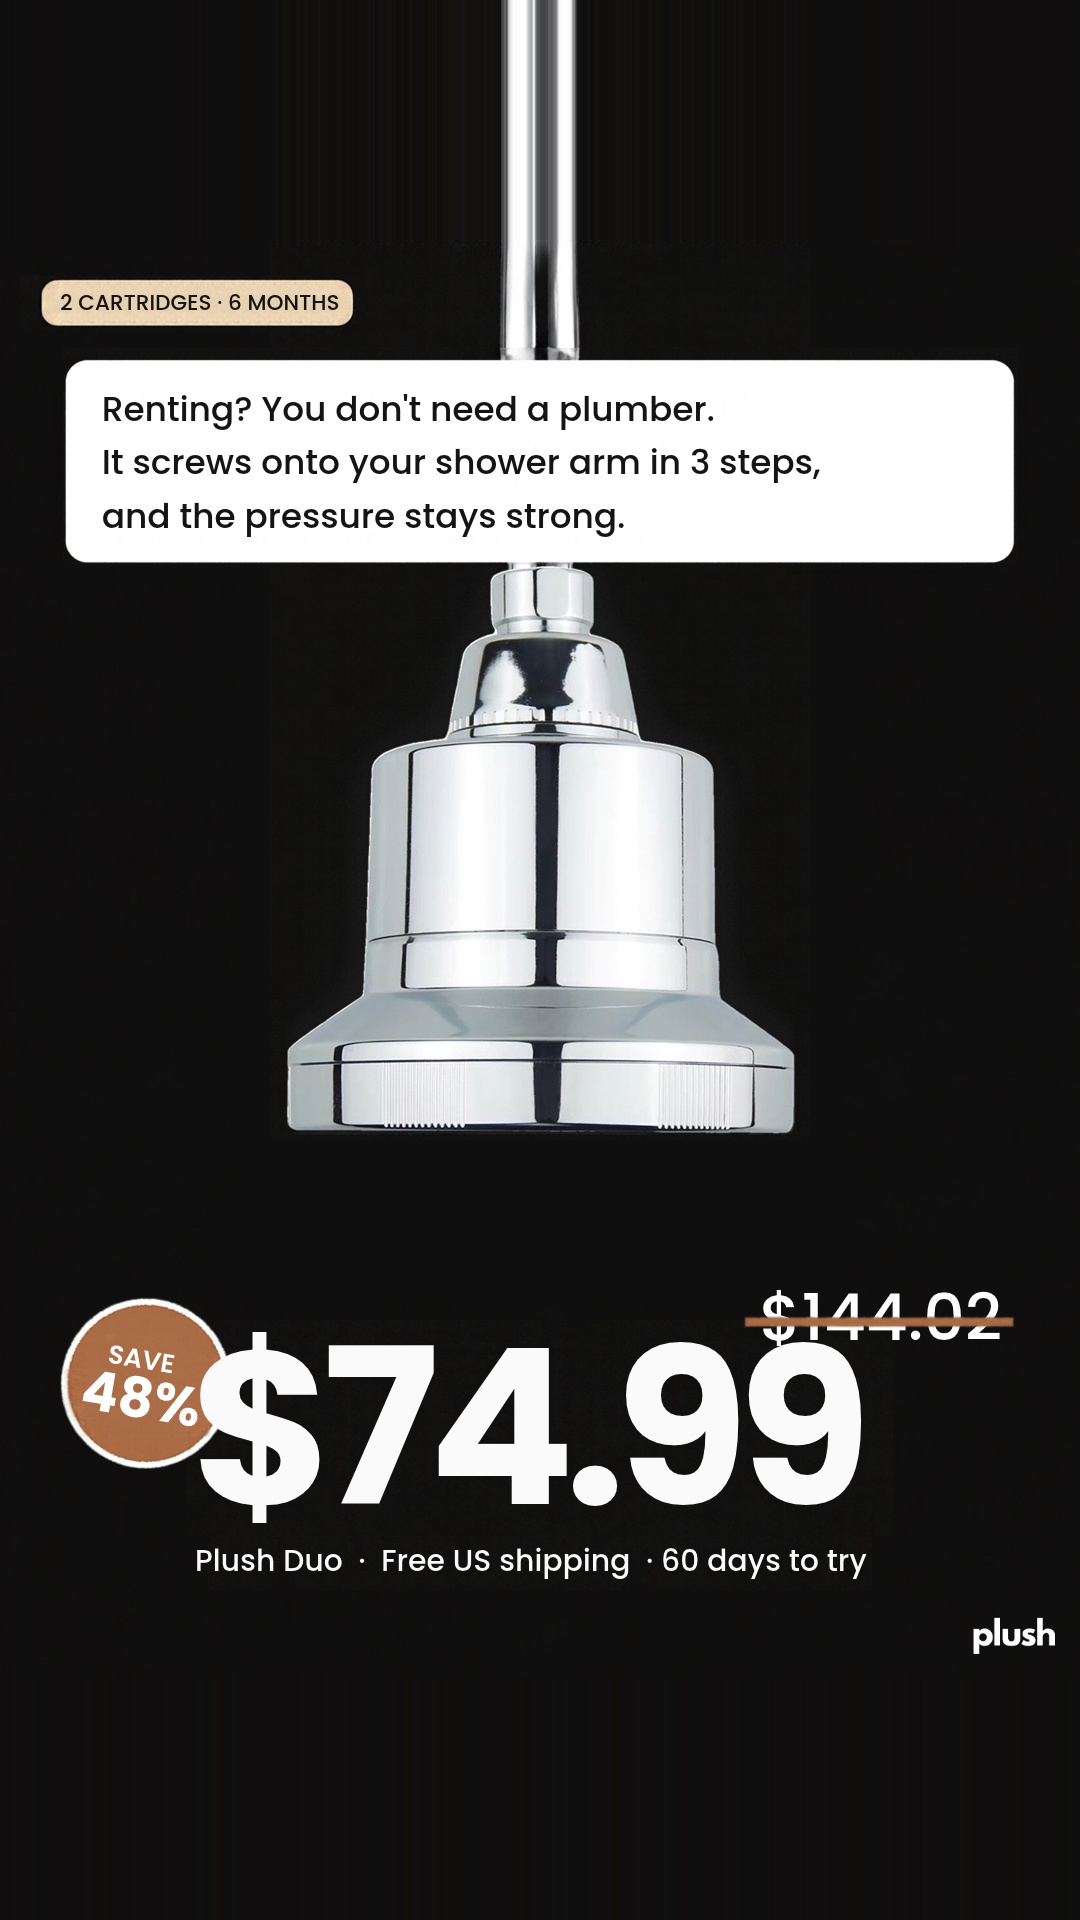 2 CARTRIDGES · 6 MONTHS
Renting? You don't need a plumber.
It screws onto your shower arm in 3 steps,
and the pressure stays strong.
$144.02
SAVE
48%
$74.99
Plush Duo · Free US shipping · 60 days to try
plush